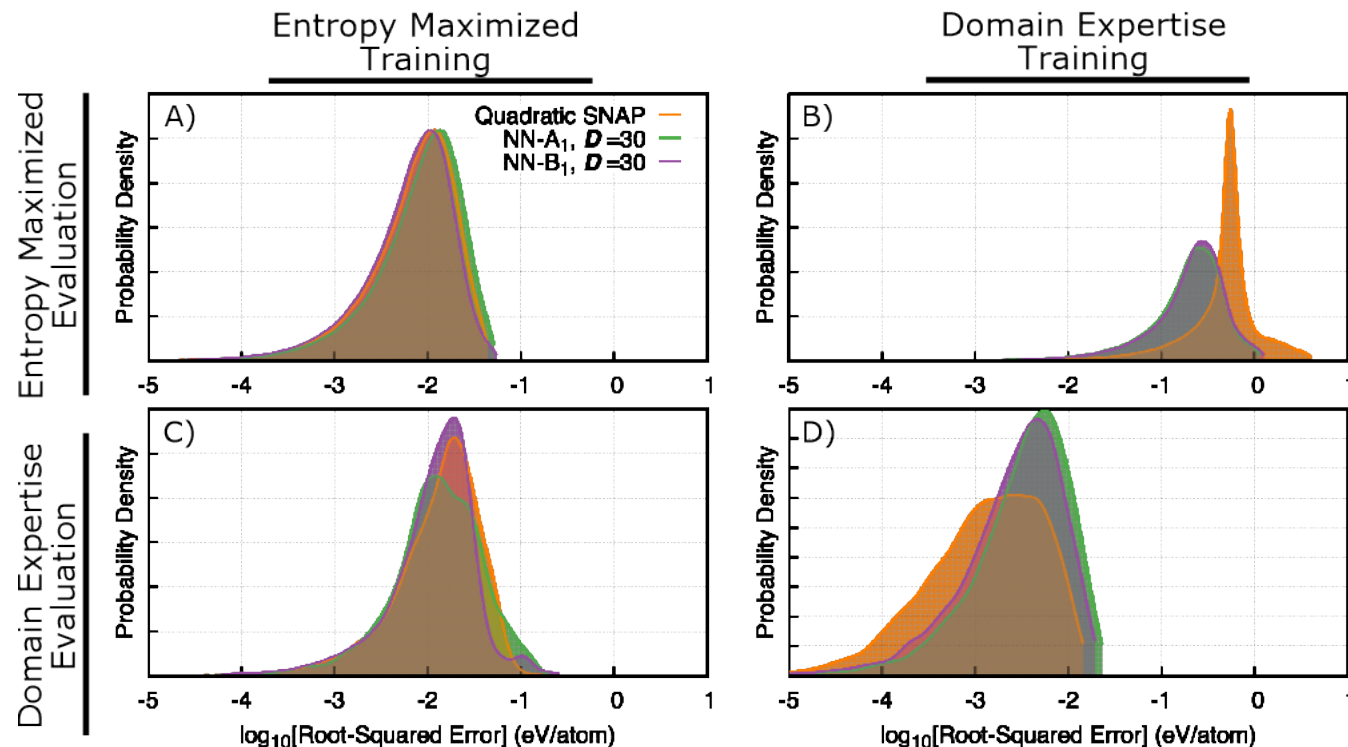 Entropy Maximized
Training
Domain Expertise
Training
Entropy Maximized
Evaluation
Probability Density
A)
Quadratic SNAP
NN-A₁, D=30
NN-B₁, D=30
-5 -4 -3 -2 -1 0 1
Probability Density
B)
-5 -4 -3 -2 -1 0 1
Domain Expertise
Evaluation
Probability Density
C)
-5 -4 -3 -2 -1 0 1
log₁₀[Root-Squared Error] (eV/atom)
Probability Density
D)
-5 -4 -3 -2 -1 0 1
log₁₀[Root-Squared Error] (eV/atom)